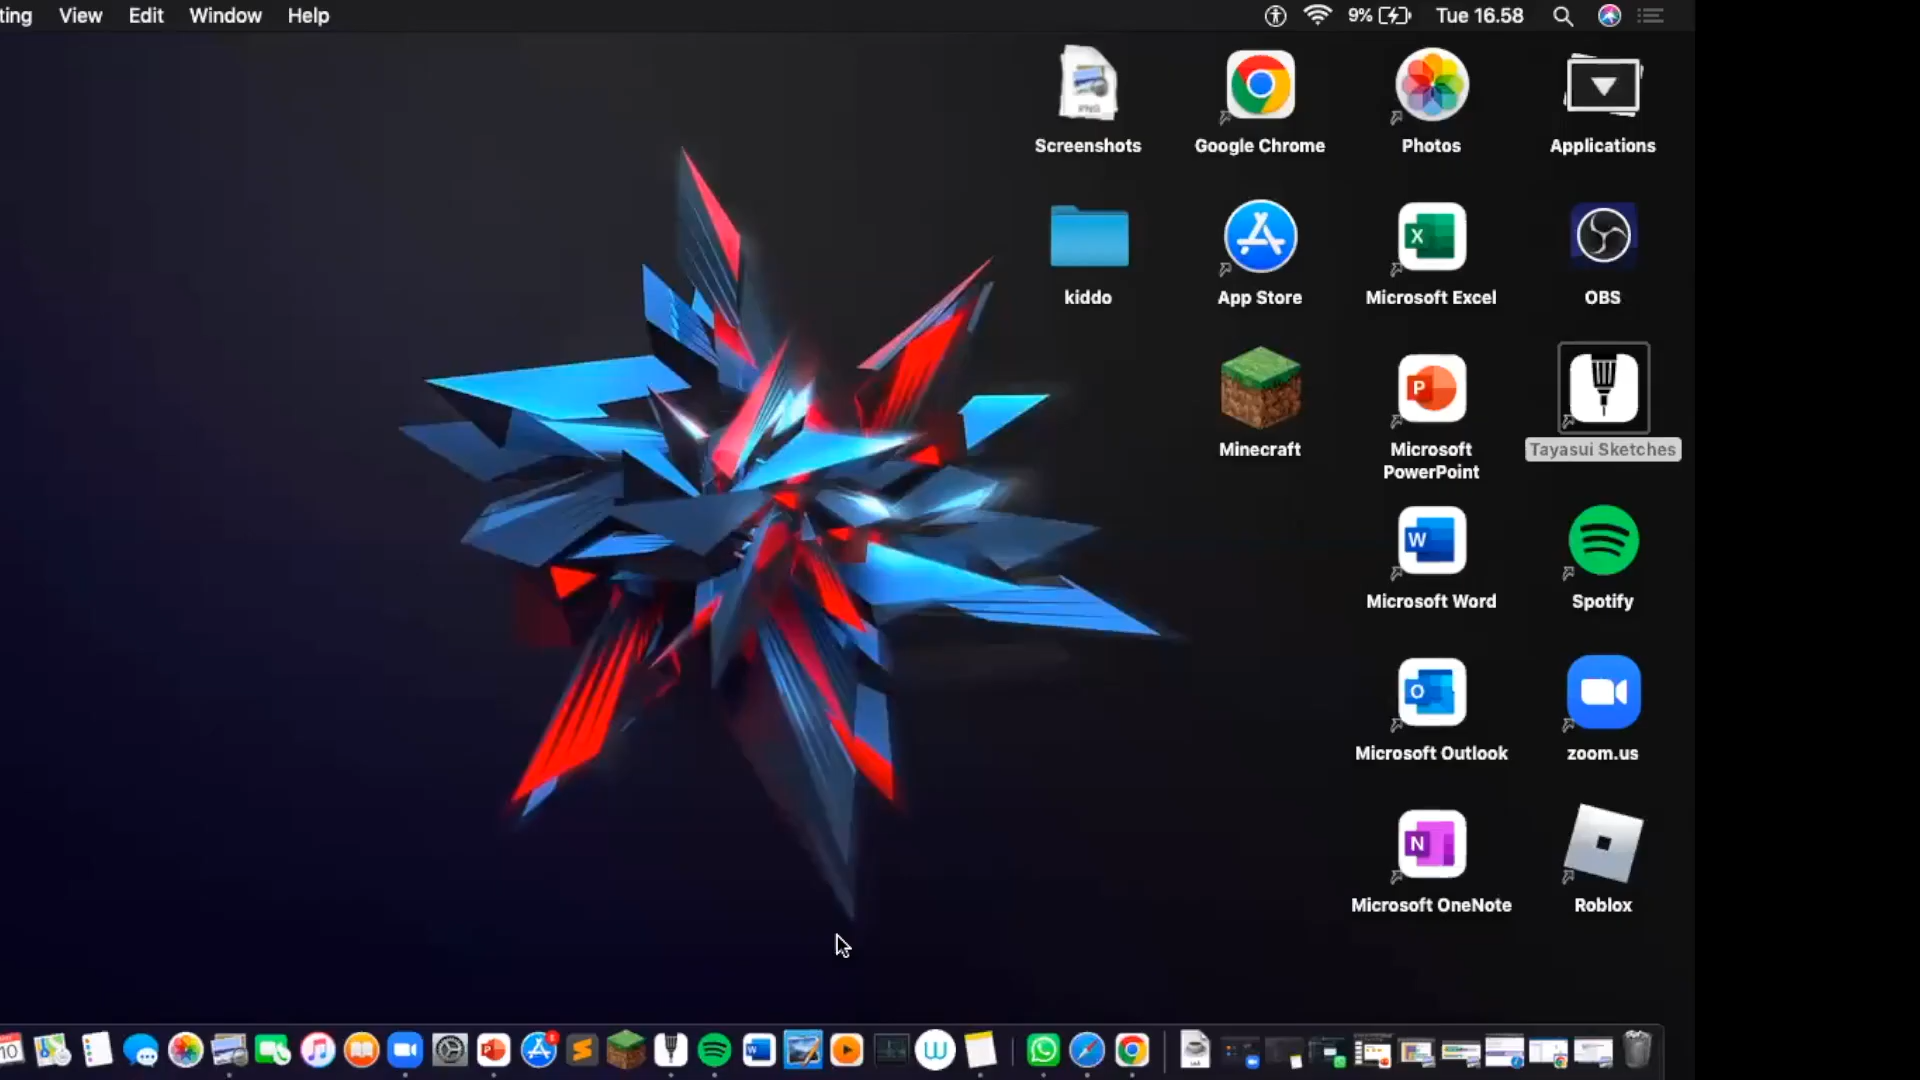 ting View Edit Window Help 9% Tue 16.58
Screenshots Google Chrome Photos Applications
kiddo App Store Microsoft Excel OBS
Minecraft Microsoft PowerPoint Tayasui Sketches
Microsoft Word Spotify
Microsoft Outlook zoom.us
Microsoft OneNote Roblox